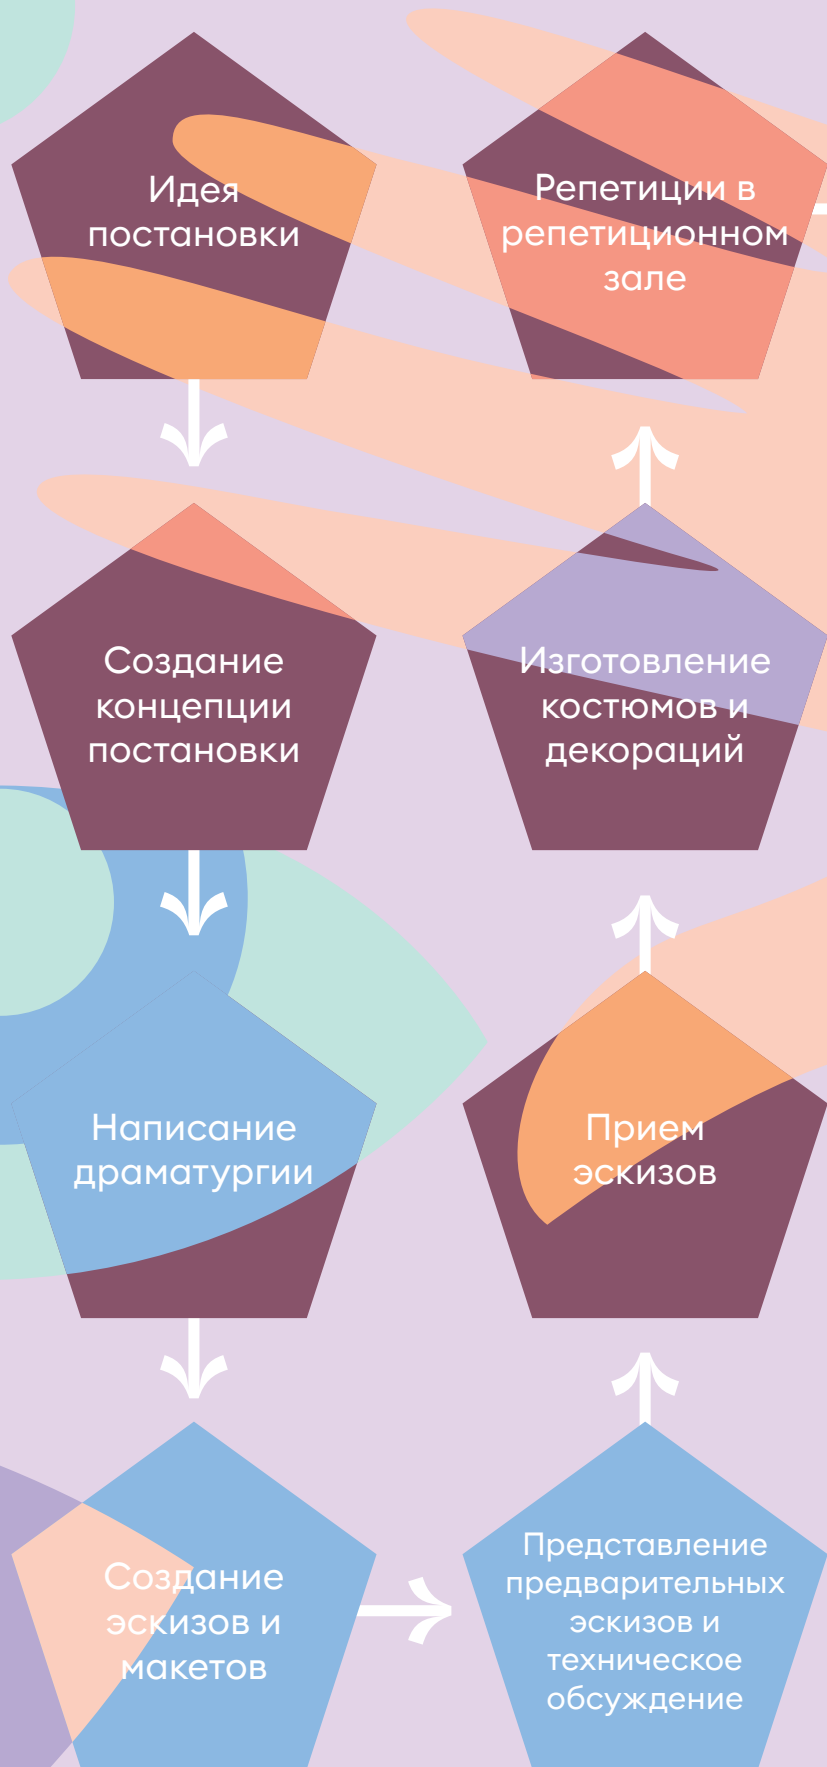 Идея
постановки
Создание
концепции
постановки
Написание
драматургии
Создание
эскизов и
макетов
Представление
предварительных
эскизов и
техническое
обсуждение
Прием
эскизов
Изготовление
костюмов и
декораций
Репетиции в
репетиционном
зале